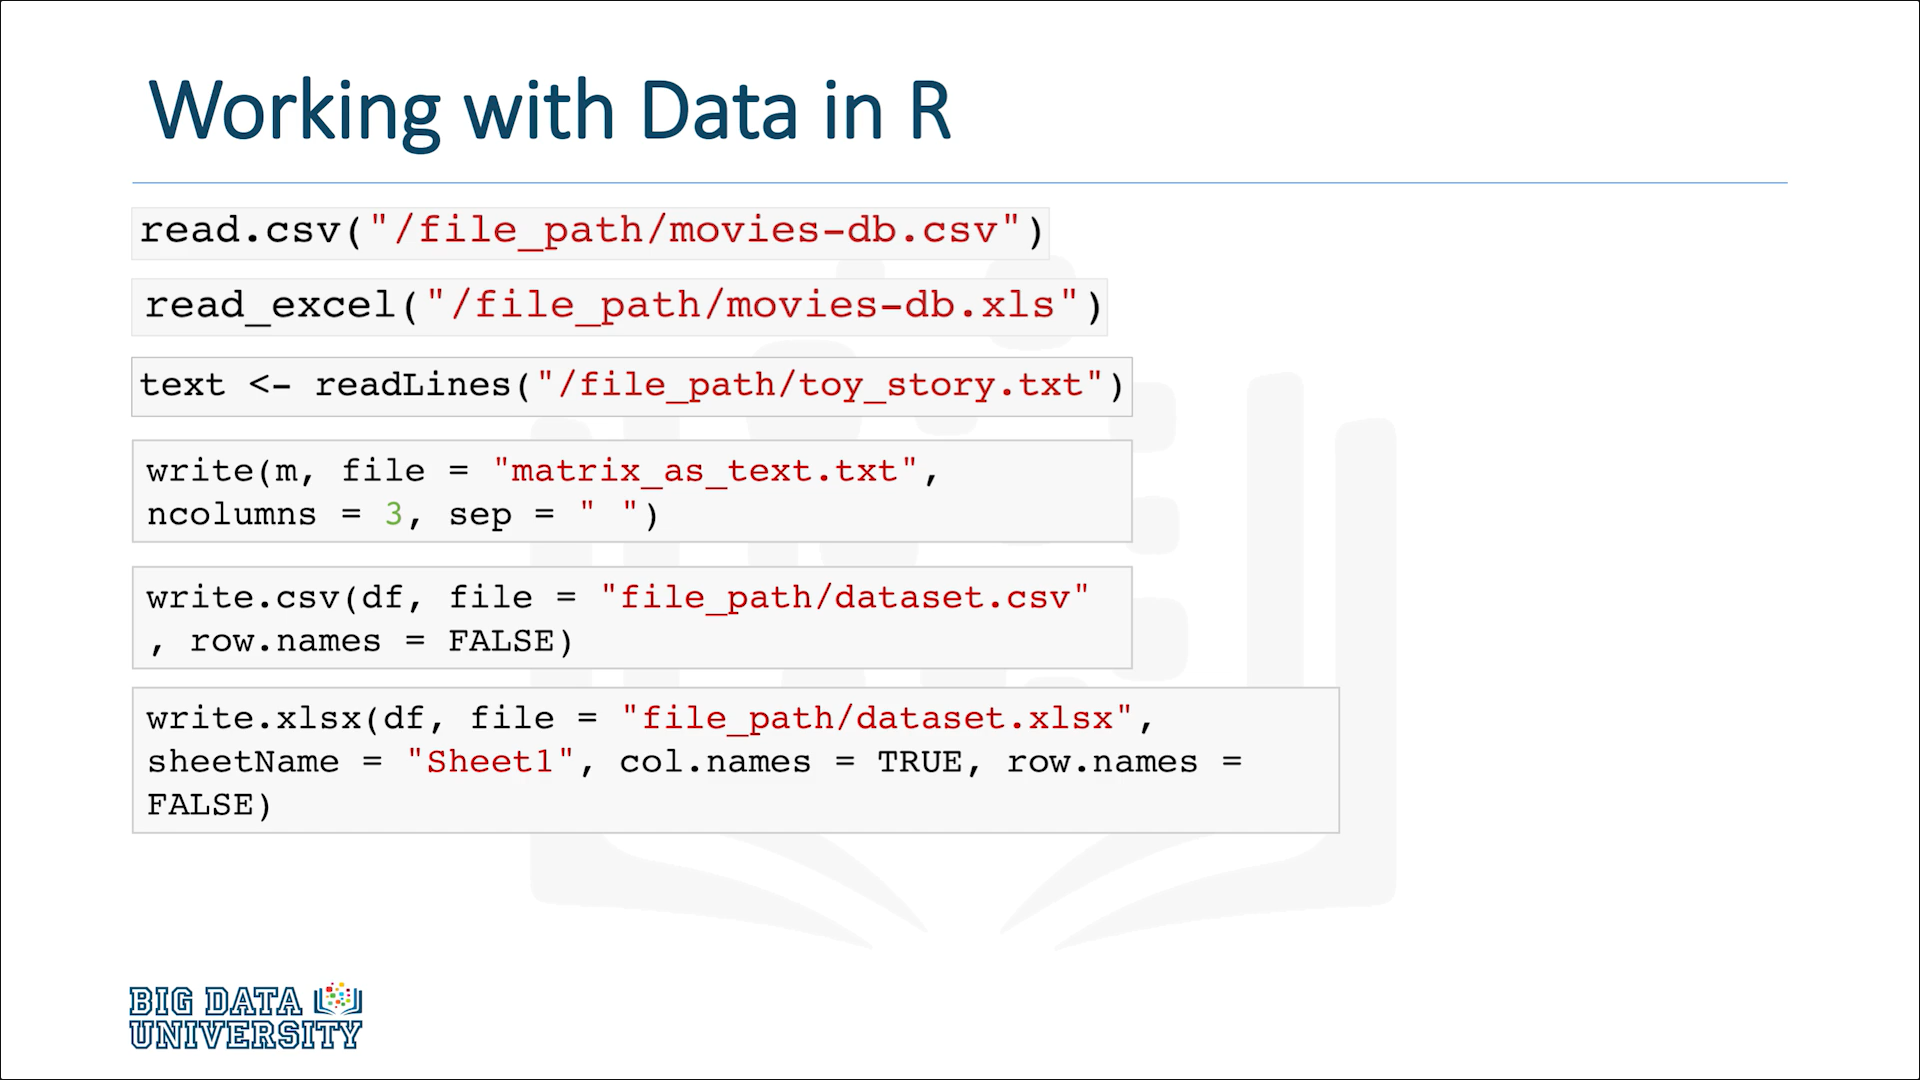 Working with Data in R
read.csv("/file_path/movies-db.csv")
read_excel("/file_path/movies-db.xls")
text <- readLines("/file_path/toy_story.txt")
write(m, file = "matrix_as_text.txt",
ncolumns = 3, sep = " ")
write.csv(df, file = "file_path/dataset.csv"
, row.names = FALSE)
write.xlsx(df, file = "file_path/dataset.xlsx",
sheetName = "Sheet1", col.names = TRUE, row.names =
FALSE)
BIG DATA
UNIVERSITY